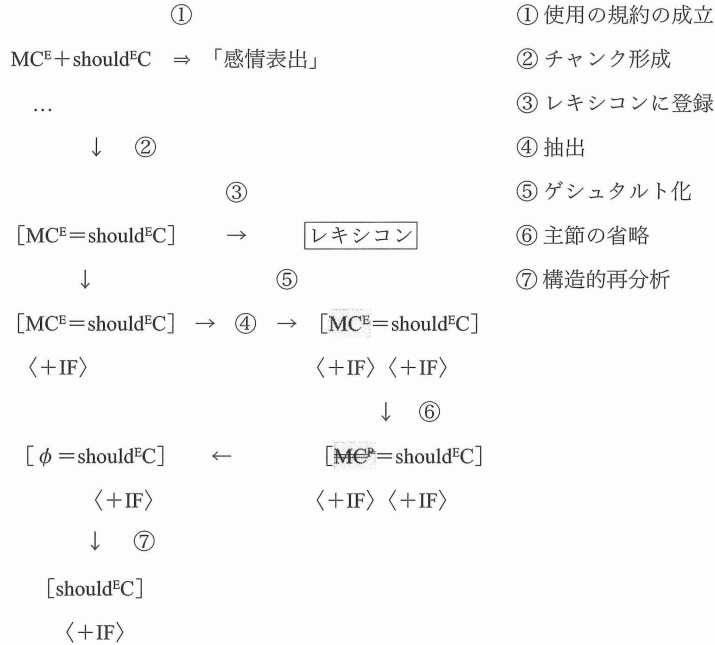 ① ① 使用の規約の成立
MCᴱ＋shouldᴱC ⇒ 「感情表出」 ② チャンク形成
… ③ レキシコンに登録
↓ ② ④ 抽出
③ ⑤ ゲシュタルト化
［MCᴱ＝shouldᴱC］ → レキシコン ⑥ 主節の省略
↓ ⑤ ⑦ 構造的再分析
［MCᴱ＝shouldᴱC］ → ④ → ［MCᴱ＝shouldᴱC］
〈＋IF〉 〈＋IF〉〈＋IF〉
↓ ⑥
［ϕ＝shouldᴱC］ ← ［MCᴱ＝shouldᴱC］
〈＋IF〉 〈＋IF〉〈＋IF〉
↓ ⑦
［shouldᴱC］
〈＋IF〉